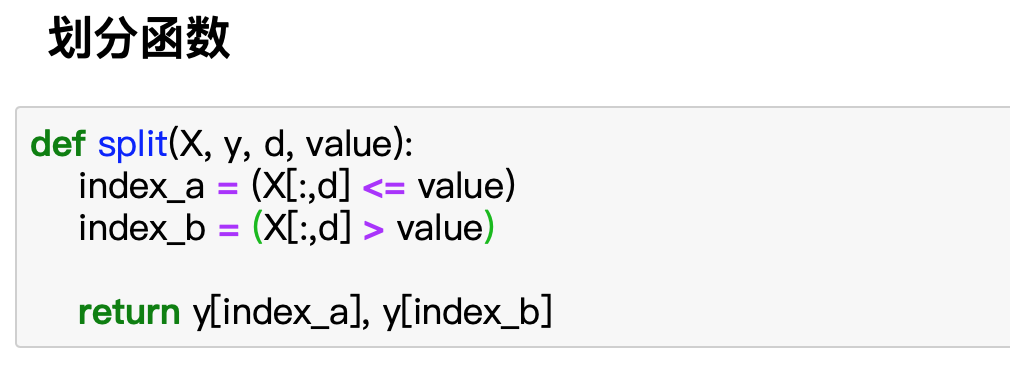 划分函数
def split(X, y, d, value):
    index_a = (X[:,d] <= value)
    index_b = (X[:,d] > value)
    return y[index_a], y[index_b]